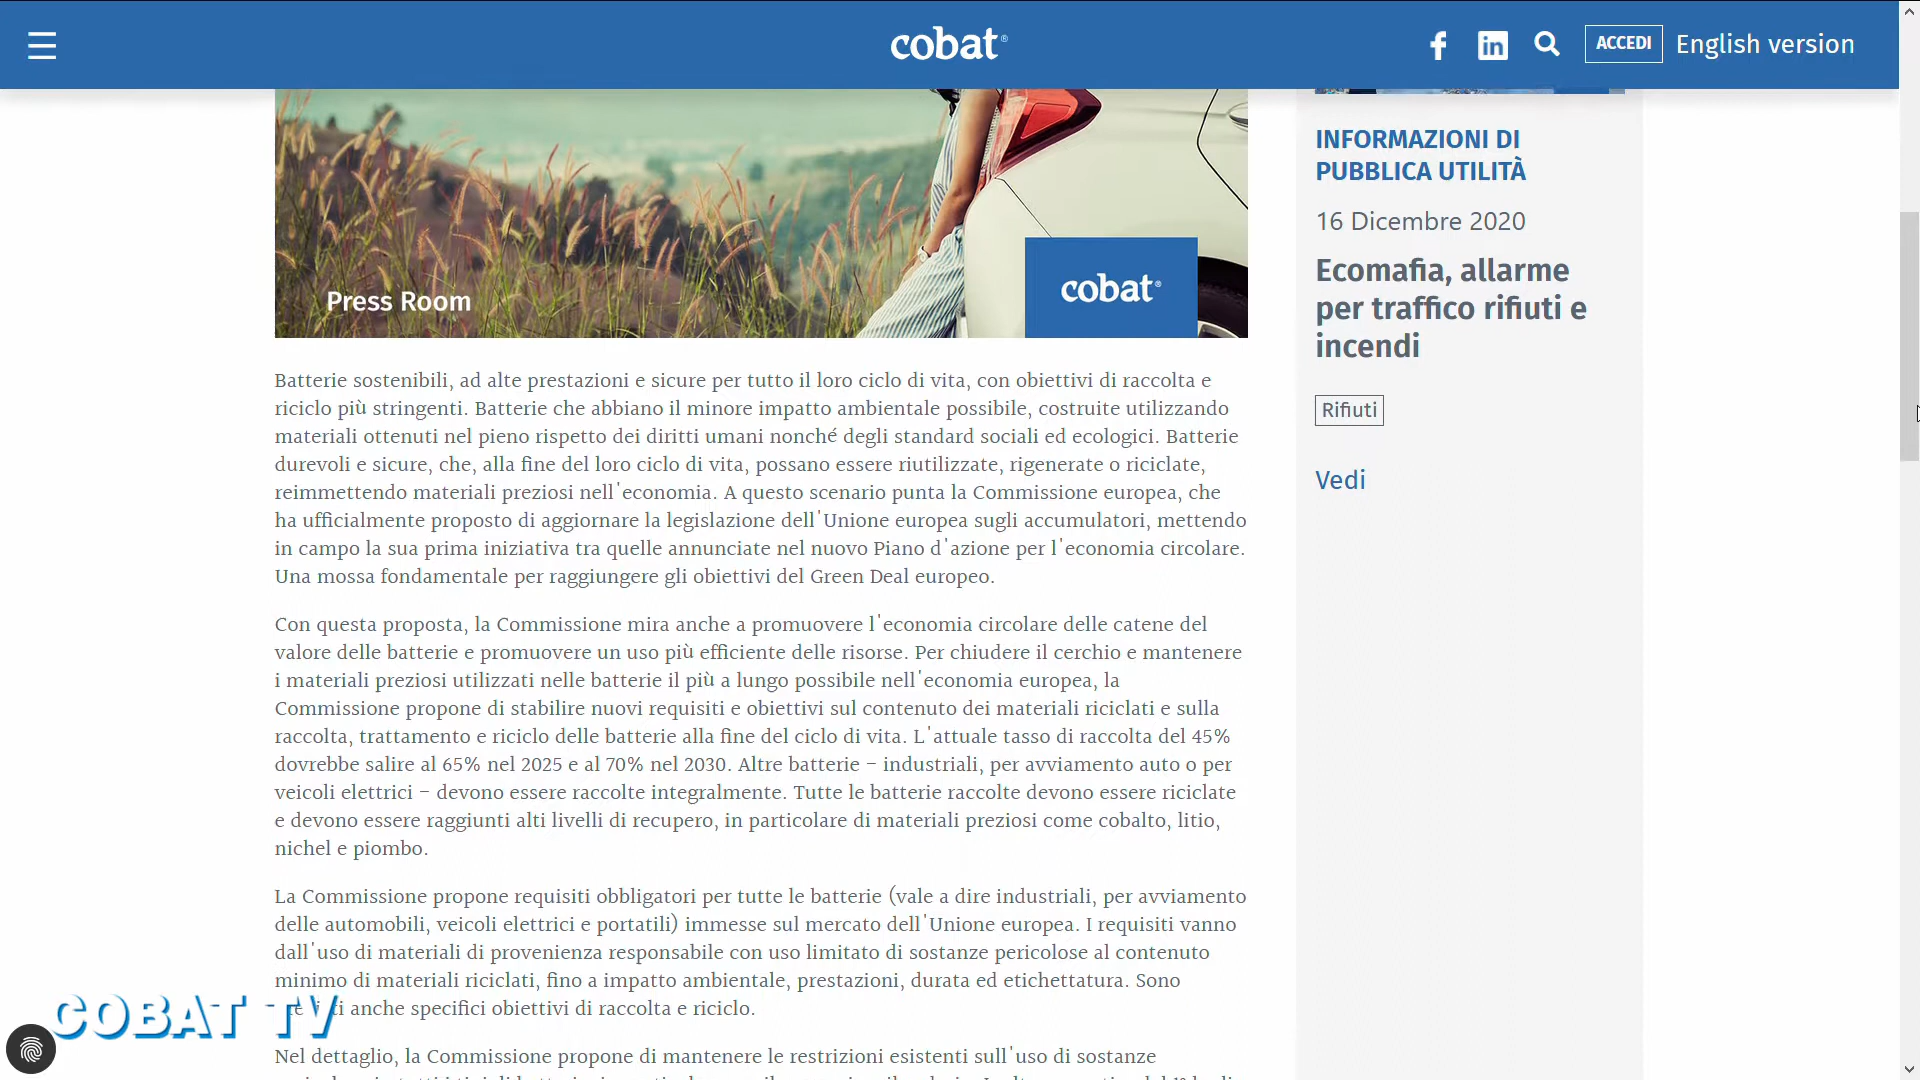 cobat®
ACCEDI
English version
Press Room
cobat®
Batterie sostenibili, ad alte prestazioni e sicure per tutto il loro ciclo di vita, con obiettivi di raccolta e
riciclo più stringenti. Batterie che abbiano il minore impatto ambientale possibile, costruite utilizzando
materiali ottenuti nel pieno rispetto dei diritti umani nonché degli standard sociali ed ecologici. Batterie
durevoli e sicure, che, alla fine del loro ciclo di vita, possano essere riutilizzate, rigenerate o riciclate,
reimmettendo materiali preziosi nell'economia. A questo scenario punta la Commissione europea, che
ha ufficialmente proposto di aggiornare la legislazione dell'Unione europea sugli accumulatori, mettendo
in campo la sua prima iniziativa tra quelle annunciate nel nuovo Piano d'azione per l'economia circolare.
Una mossa fondamentale per raggiungere gli obiettivi del Green Deal europeo.
Con questa proposta, la Commissione mira anche a promuovere l'economia circolare delle catene del
valore delle batterie e promuovere un uso più efficiente delle risorse. Per chiudere il cerchio e mantenere
i materiali preziosi utilizzati nelle batterie il più a lungo possibile nell'economia europea, la
Commissione propone di stabilire nuovi requisiti e obiettivi sul contenuto dei materiali riciclati e sulla
raccolta, trattamento e riciclo delle batterie alla fine del ciclo di vita. L'attuale tasso di raccolta del 45%
dovrebbe salire al 65% nel 2025 e al 70% nel 2030. Altre batterie – industriali, per avviamento auto o per
veicoli elettrici – devono essere raccolte integralmente. Tutte le batterie raccolte devono essere riciclate
e devono essere raggiunti alti livelli di recupero, in particolare di materiali preziosi come cobalto, litio,
nichel e piombo.
La Commissione propone requisiti obbligatori per tutte le batterie (vale a dire industriali, per avviamento
delle automobili, veicoli elettrici e portatili) immesse sul mercato dell'Unione europea. I requisiti vanno
dall'uso di materiali di provenienza responsabile con uso limitato di sostanze pericolose al contenuto
minimo di materiali riciclati, fino a impatto ambientale, prestazioni, durata ed etichettatura. Sono
anche specifici obiettivi di raccolta e riciclo.
Nel dettaglio, la Commissione propone di mantenere le restrizioni esistenti sull'uso di sostanze
INFORMAZIONI DI
PUBBLICA UTILITÀ
16 Dicembre 2020
Ecomafia, allarme
per traffico rifiuti e
incendi
Rifiuti
Vedi
COBAT TV